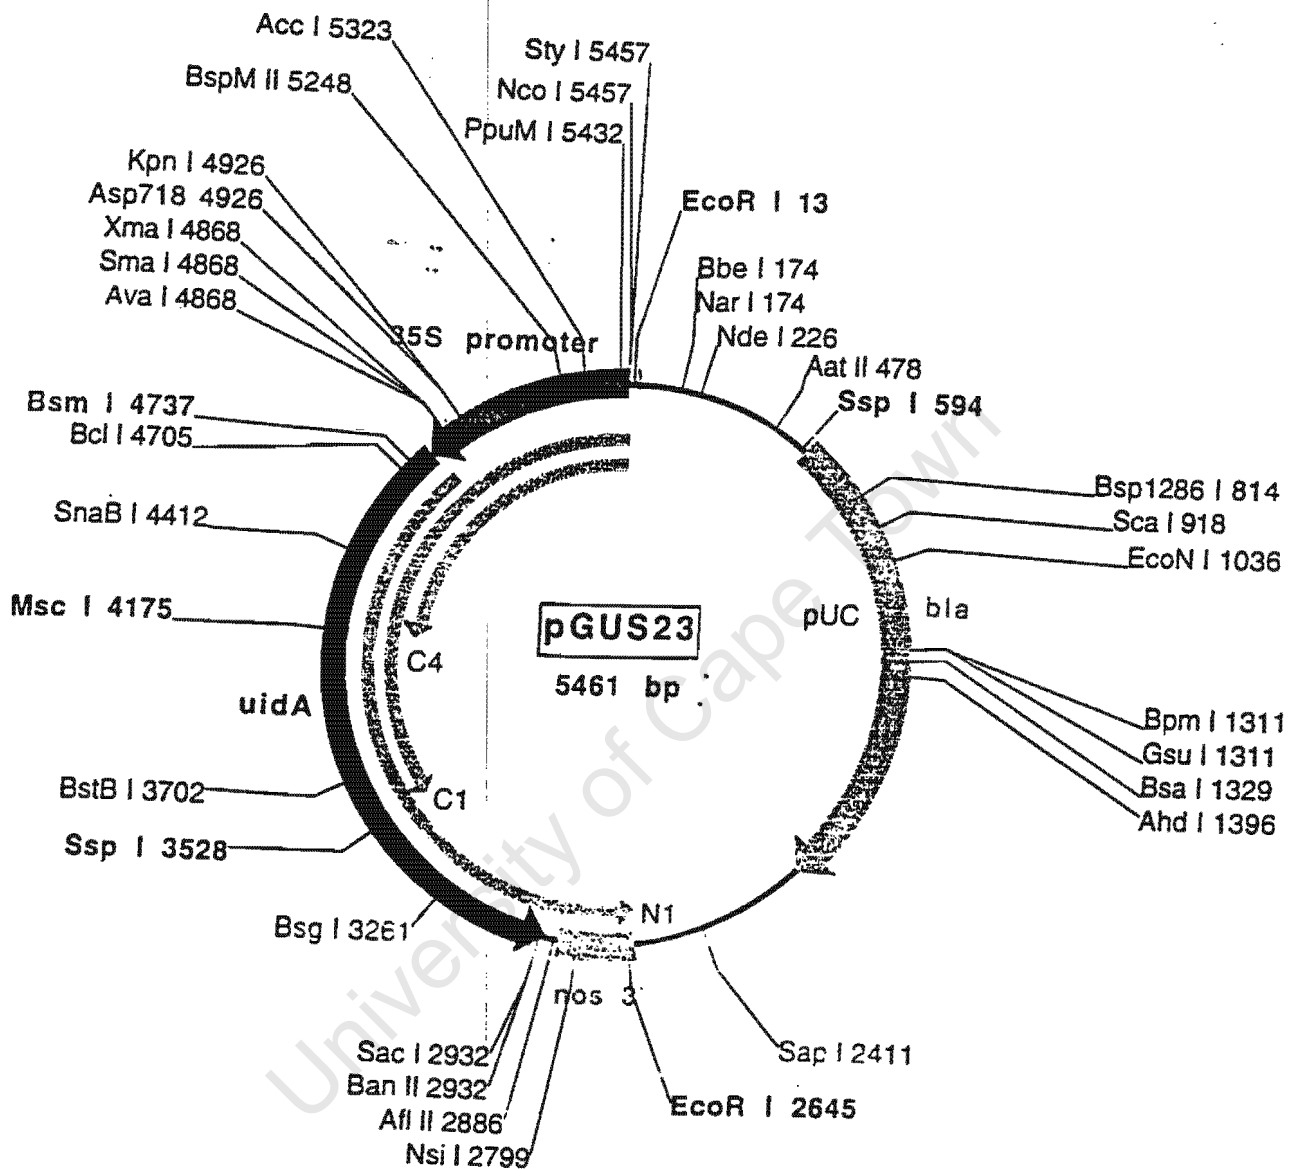 Acc I 5323
Sty I 5457
BspM II 5248
Nco I 5457
PpuM I 5432
Kpn I 4926
Asp718 4926
EcoR I 13
Xma I 4868
Sma I 4868
Bbe I 174
Ava I 4868
Nar I 174
35S promoter
Nde I 226
Aat II 478
Bsm I 4737
Ssp I 594
Bcl I 4705
Bsp1286 I 814
SnaB I 4412
Sca I 918
EcoN I 1036
Msc I 4175
pGUS23
pUC
bla
C4
5461 bp
uidA
Bpm I 1311
Gsu I 1311
BstB I 3702
C1
Bsa I 1329
Ahd I 1396
Ssp I 3528
Bsg I 3261
N1
nos 3'
Sac I 2932
Sap I 2411
Ban II 2932
EcoR I 2645
Afl II 2886
Nsi I 2799
University of Cape Town